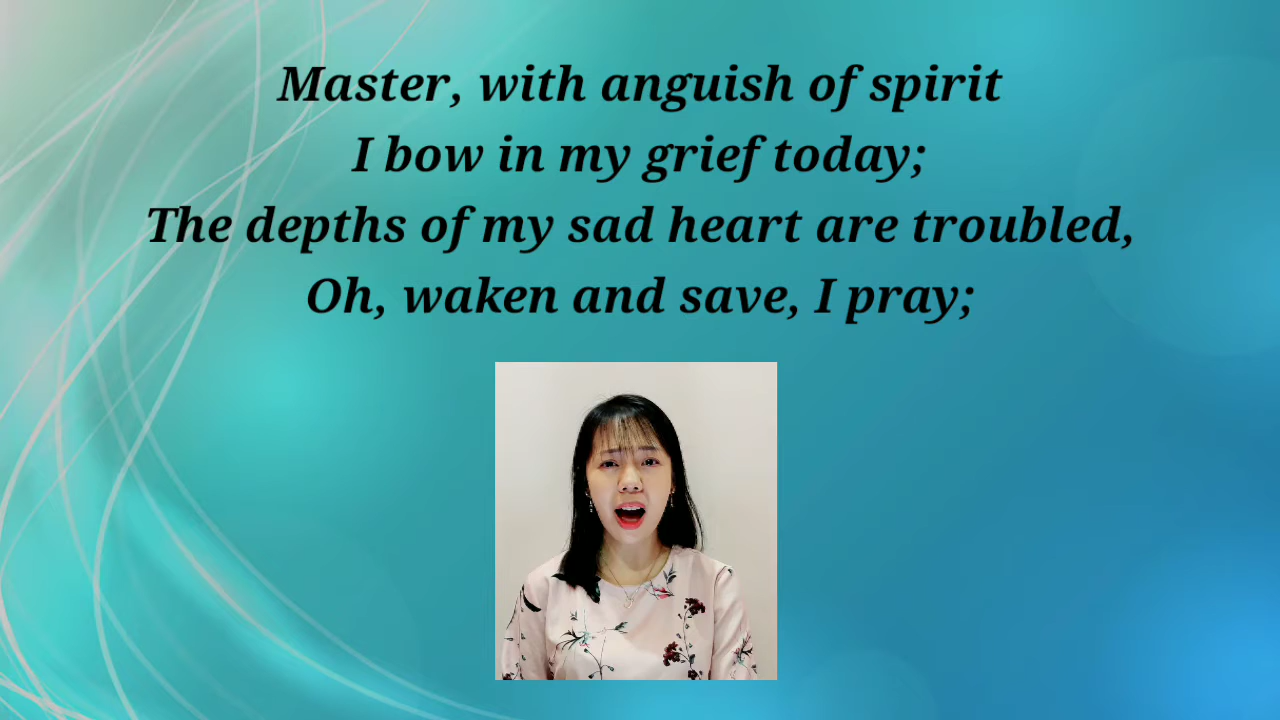 Master, with anguish of spirit
I bow in my grief today;
The depths of my sad heart are troubled,
Oh, waken and save, I pray;